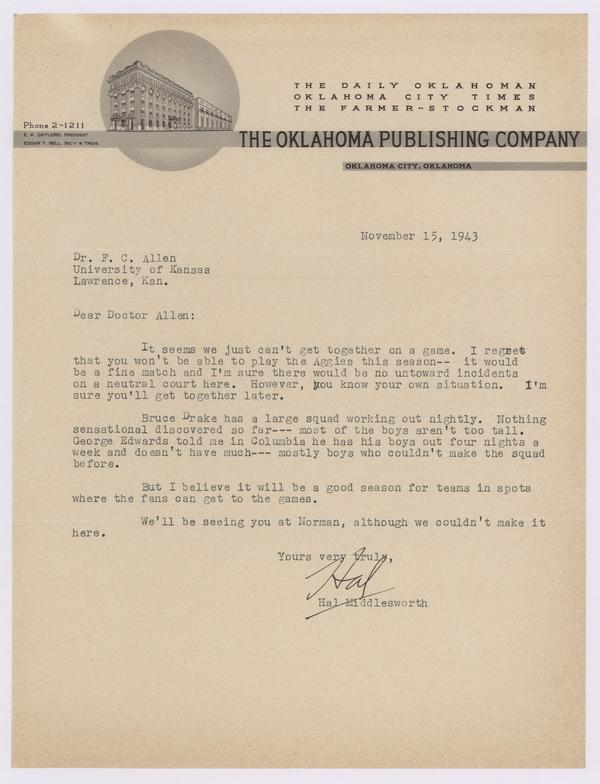 THE DAILY OKLAHOMAN
OKLAHOMA CITY TIMES
THE FARMER-STOCKMAN
Phone 2-1211
E. K. GAYLORD, PRESIDENT
EDGAR T. BELL, SEC'Y & TREAS.
THE OKLAHOMA PUBLISHING COMPANY
OKLAHOMA CITY, OKLAHOMA
November 15, 1943
Dr. F. C. Allen
University of Kansas
Lawrence, Kan.
Dear Doctor Allen:
It seems we just can't get together on a game. I regret
that you won't be able to play the Aggies this season-- it would
be a fine match and I'm sure there would be no untoward incidents
on a neutral court here. However, you know your own situation. I'm
sure you'll get together later.
Bruce Drake has a large squad working out nightly. Nothing
sensational discovered so far--- most of the boys aren't too tall.
George Edwards told me in Columbia he has his boys out four nights a
week and doesn't have much--- mostly boys who couldn't make the squad
before.
But I believe it will be a good season for teams in spots
where the fans can get to the games.
We'll be seeing you at Norman, although we couldn't make it
here.
Yours very truly,
Hal
Hal Middlesworth